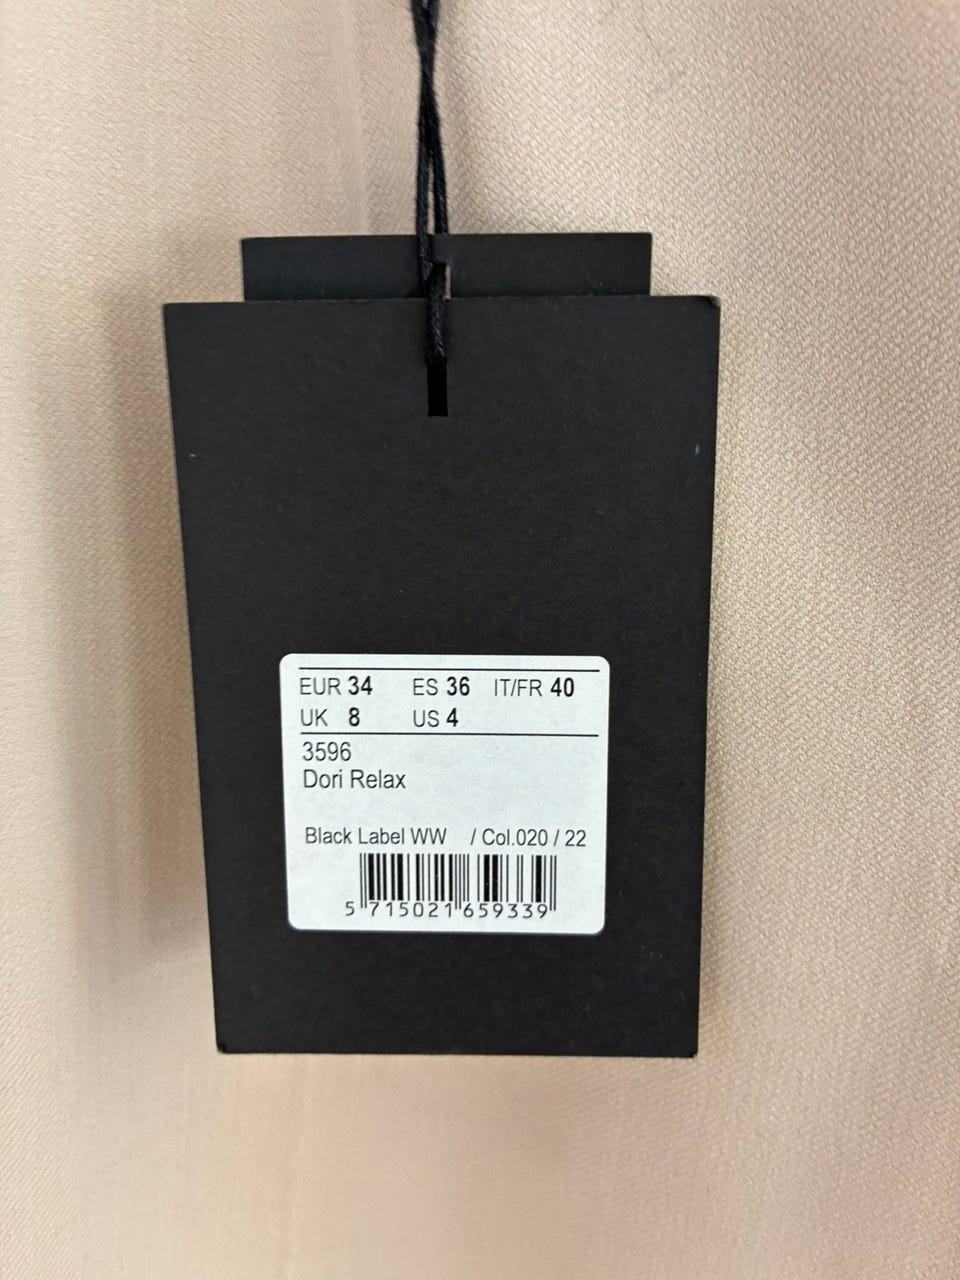 EUR 34 ES 36 IT/FR 40
UK 8 US 4
3596
Dori Relax
Black Label WW / Col.020 / 22
5 715021 659339